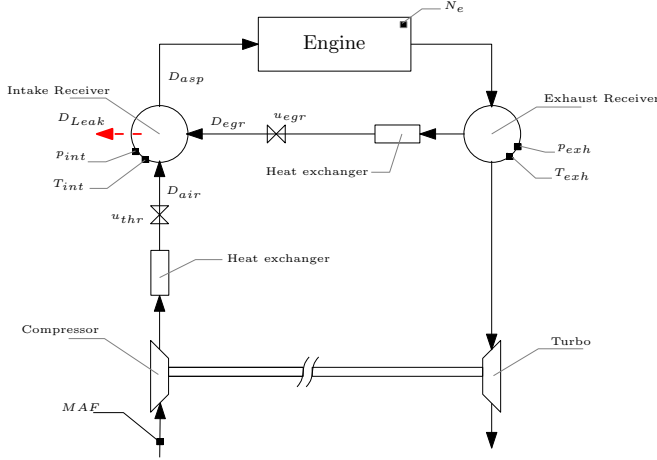 N_e
Engine
D_asp
Intake Receiver
Exhaust Receiver
D_Leak
D_egr
u_egr
p_int
p_exh
T_int
Heat exchanger
T_exh
D_air
u_thr
Heat exchanger
Compressor
Turbo
MAF